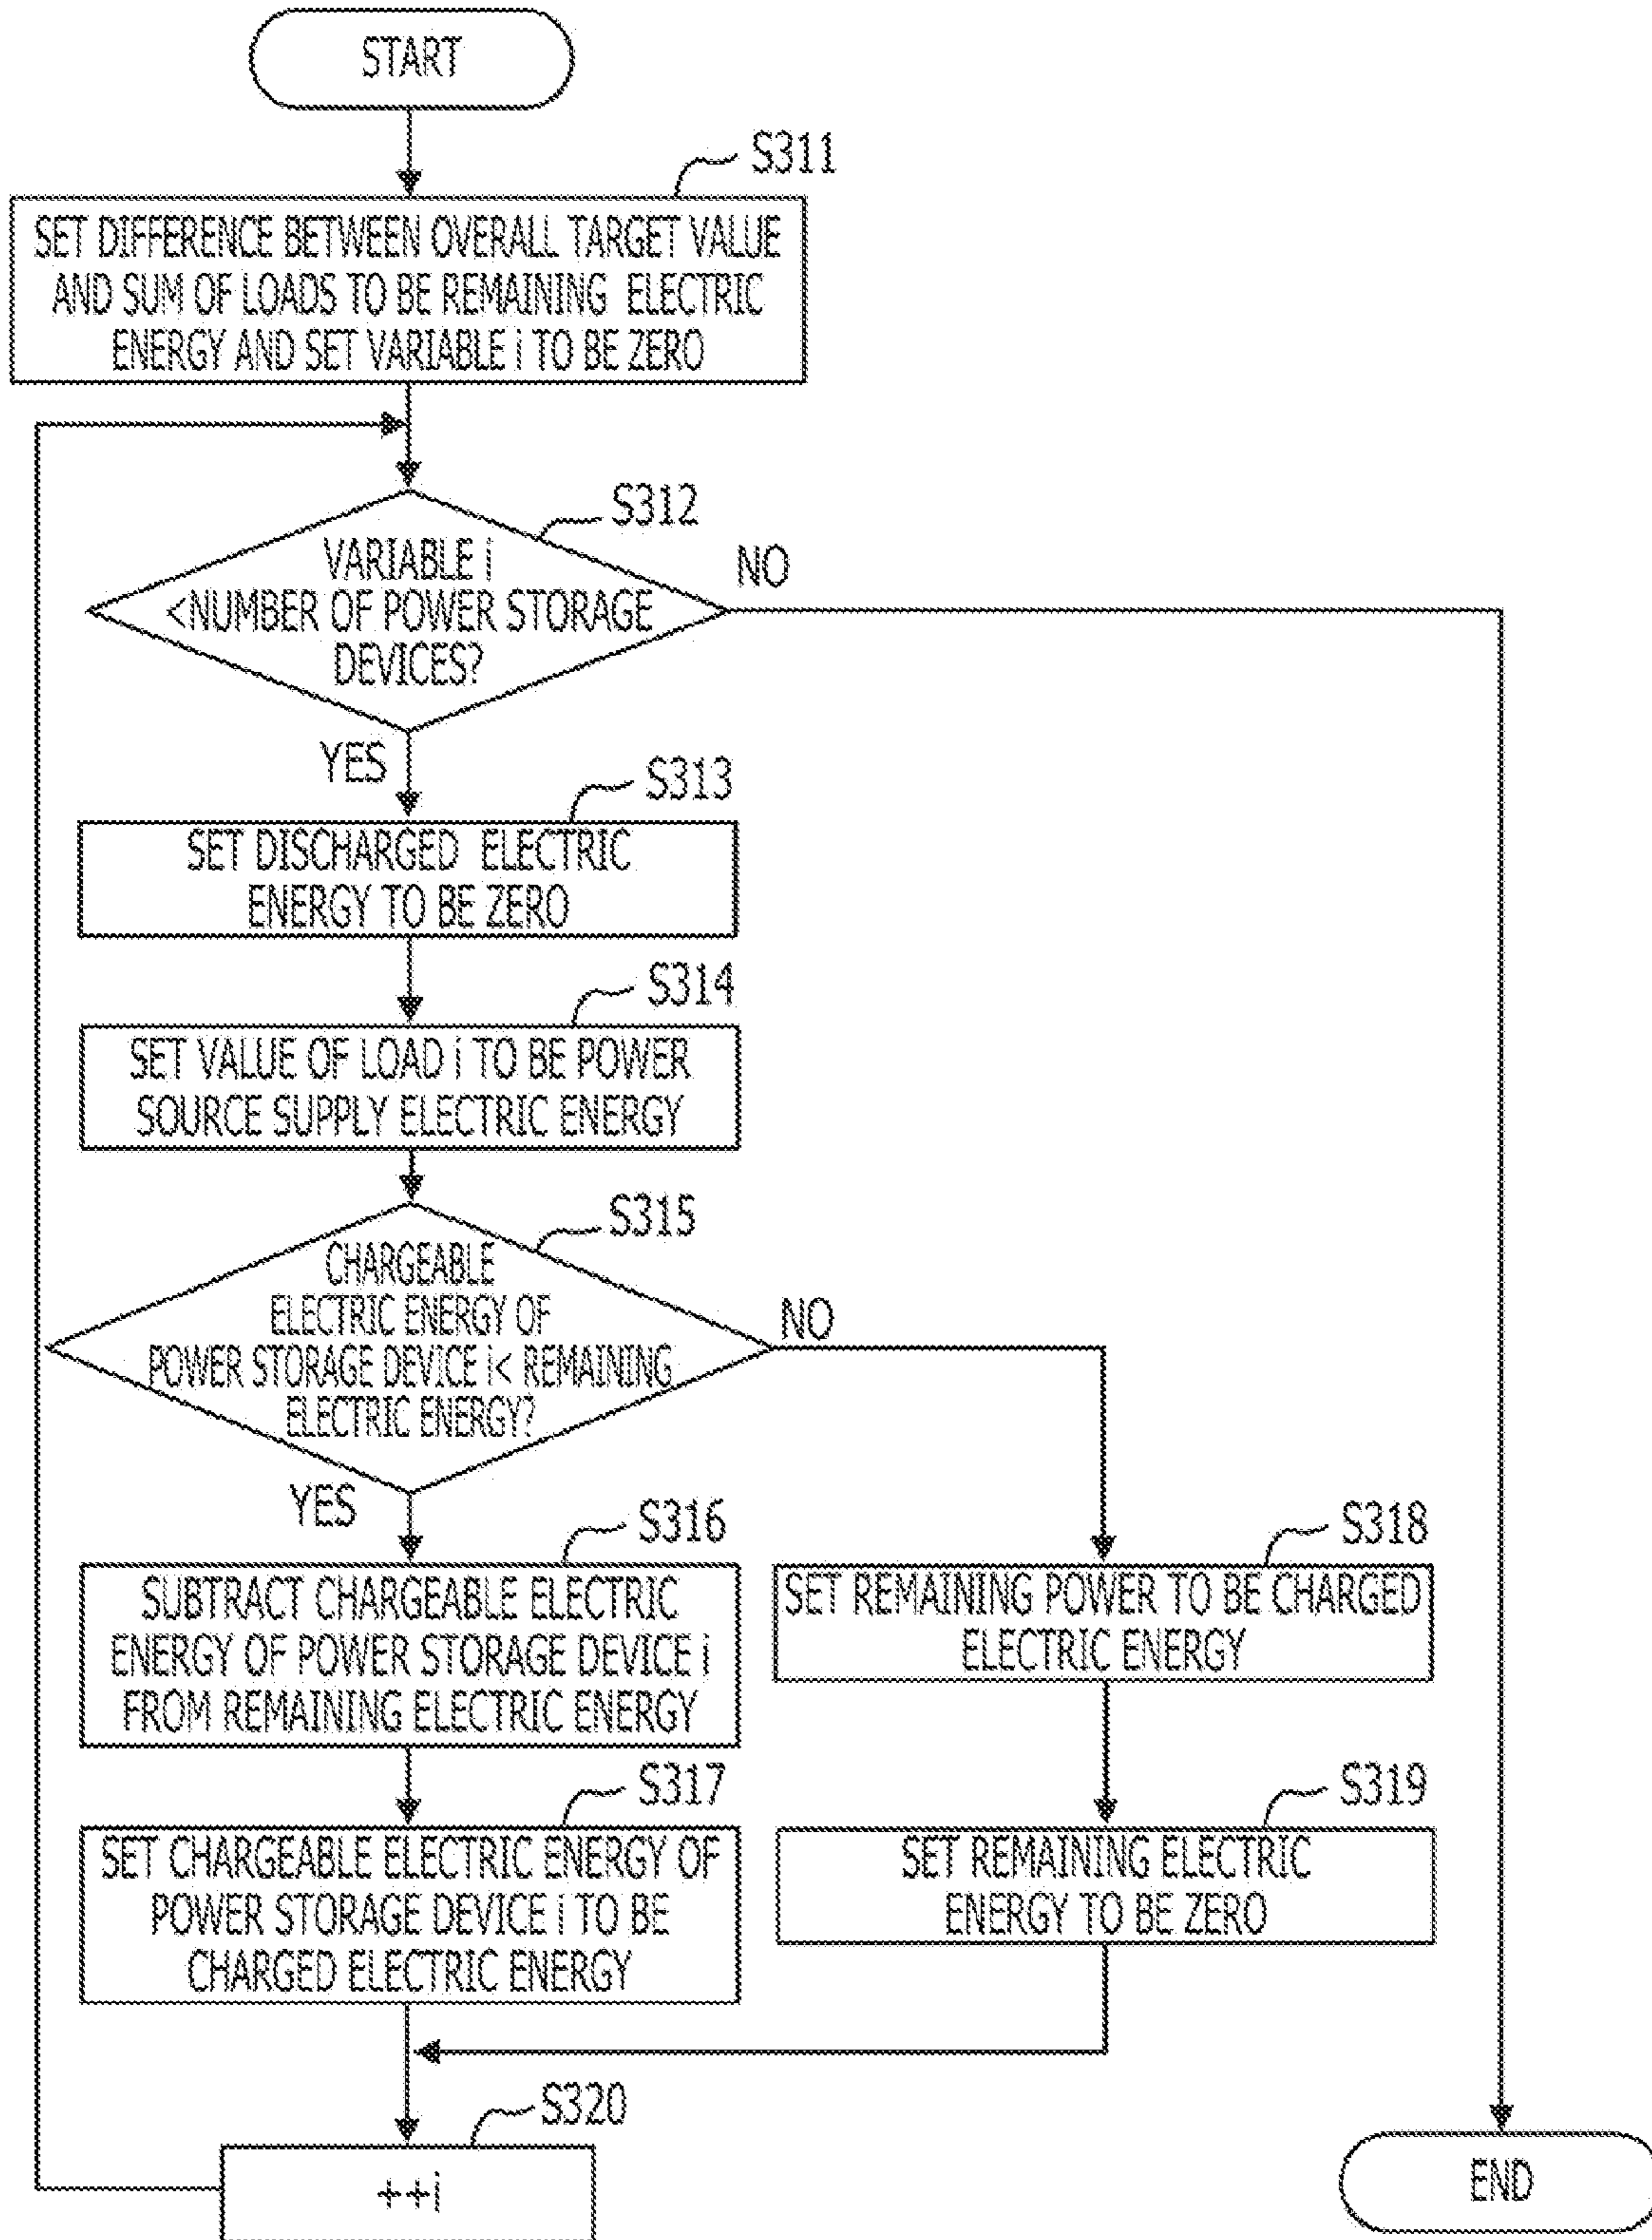 START
S311
SET DIFFERENCE BETWEEN OVERALL TARGET VALUE
AND SUM OF LOADS TO BE REMAINING ELECTRIC
ENERGY AND SET VARIABLE i TO BE ZERO
S312
VARIABLE i
<NUMBER OF POWER STORAGE
DEVICES?
NO
YES
S313
SET DISCHARGED ELECTRIC
ENERGY TO BE ZERO
S314
SET VALUE OF LOAD i TO BE POWER
SOURCE SUPPLY ELECTRIC ENERGY
S315
CHARGEABLE
ELECTRIC ENERGY OF
POWER STORAGE DEVICE i< REMAINING
ELECTRIC ENERGY?
NO
YES
S316
SUBTRACT CHARGEABLE ELECTRIC
ENERGY OF POWER STORAGE DEVICE i
FROM REMAINING ELECTRIC ENERGY
S318
SET REMAINING POWER TO BE CHARGED
ELECTRIC ENERGY
S317
SET CHARGEABLE ELECTRIC ENERGY OF
POWER STORAGE DEVICE i TO BE
CHARGED ELECTRIC ENERGY
S319
SET REMAINING ELECTRIC
ENERGY TO BE ZERO
S320
++i
END